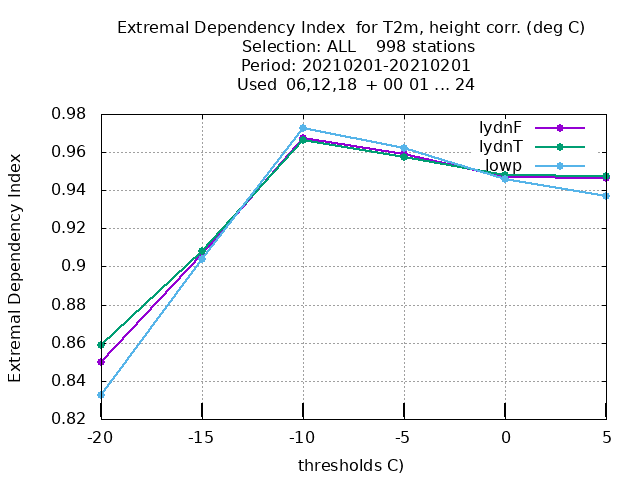 Extremal Dependency Index  for T2m, height corr. (deg C)
Selection: ALL    998 stations
Period: 20210201-20210201
Used  06,12,18  + 00 01 ... 24
0.98
0.96
0.94
0.92
0.9
0.88
0.86
0.84
0.82
Extremal Dependency Index
lydnF
lydnT
lowp
-20
-15
-10
-5
0
5
thresholds C)